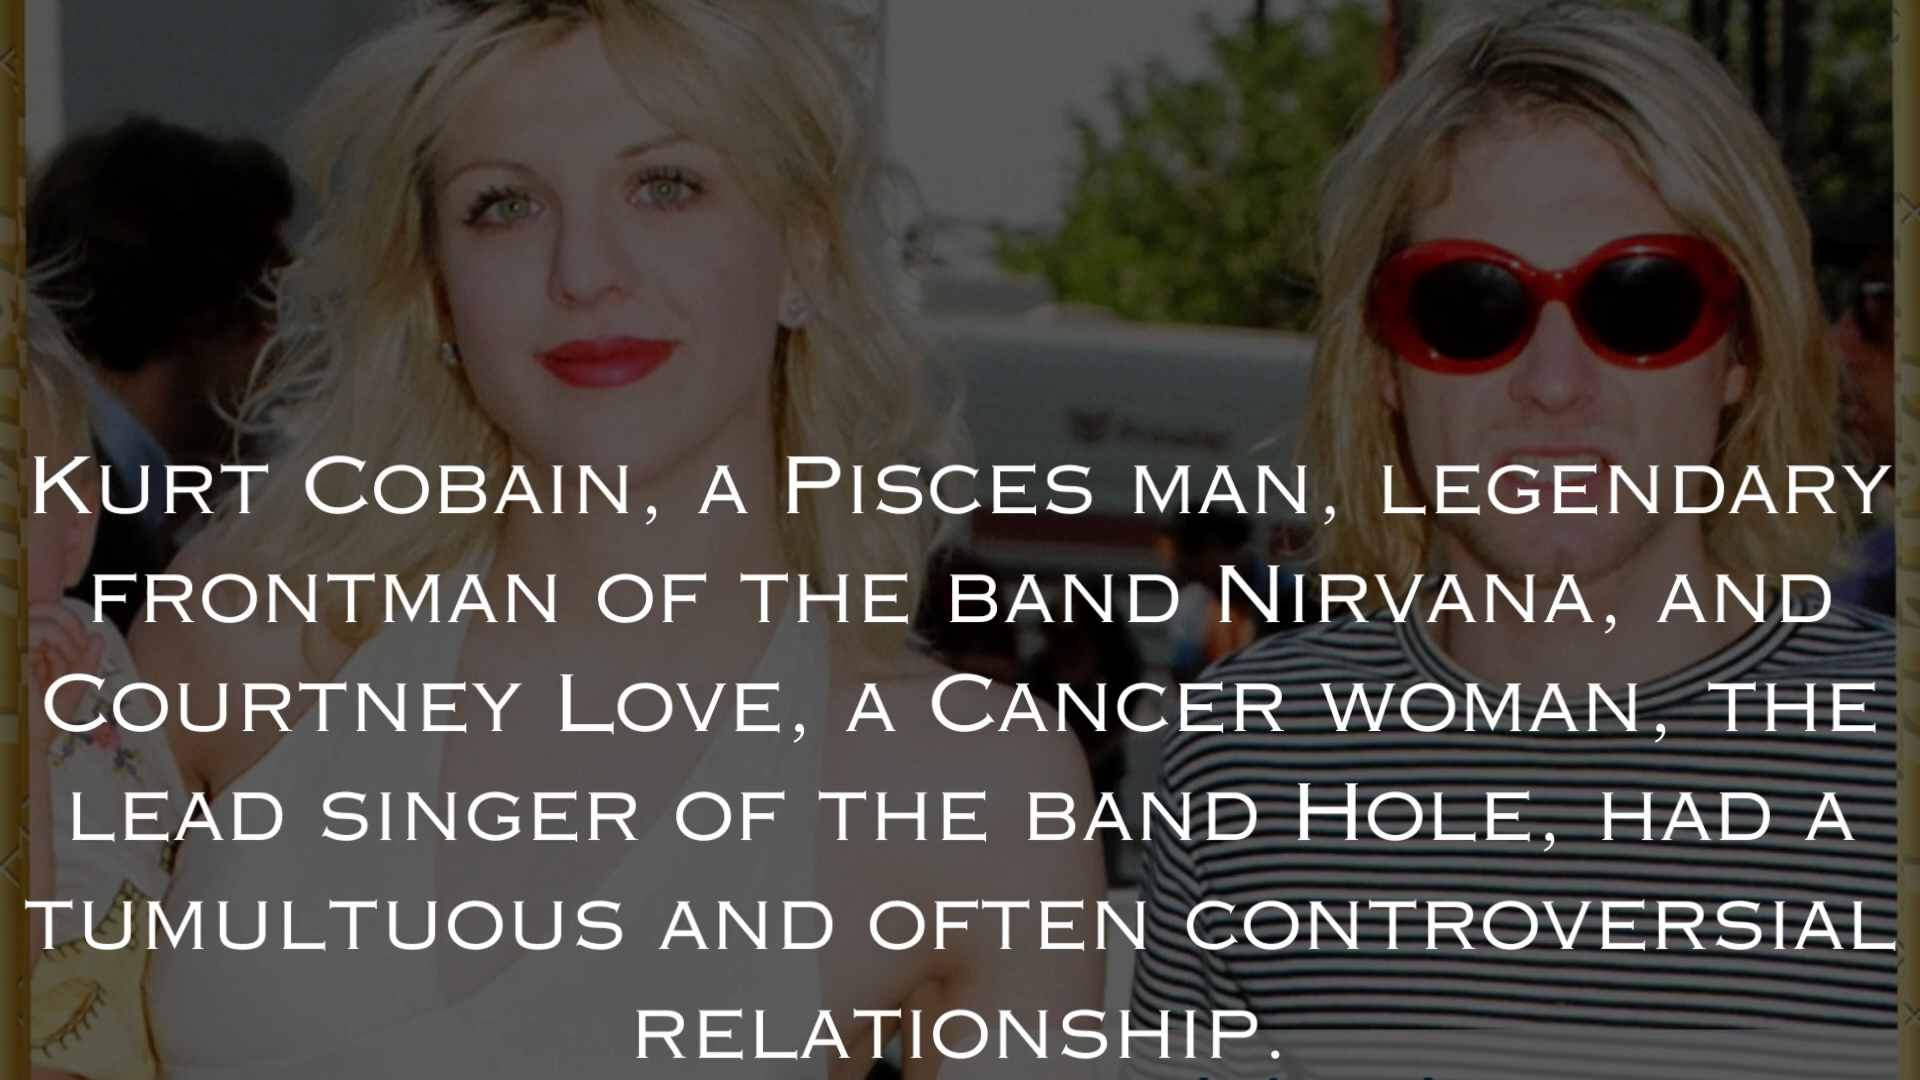 Kurt Cobain, a Pisces man, legendary
frontman of the band Nirvana, and
Courtney Love, a Cancer woman, the
lead singer of the band Hole, had a
tumultuous and often controversial
relationship.